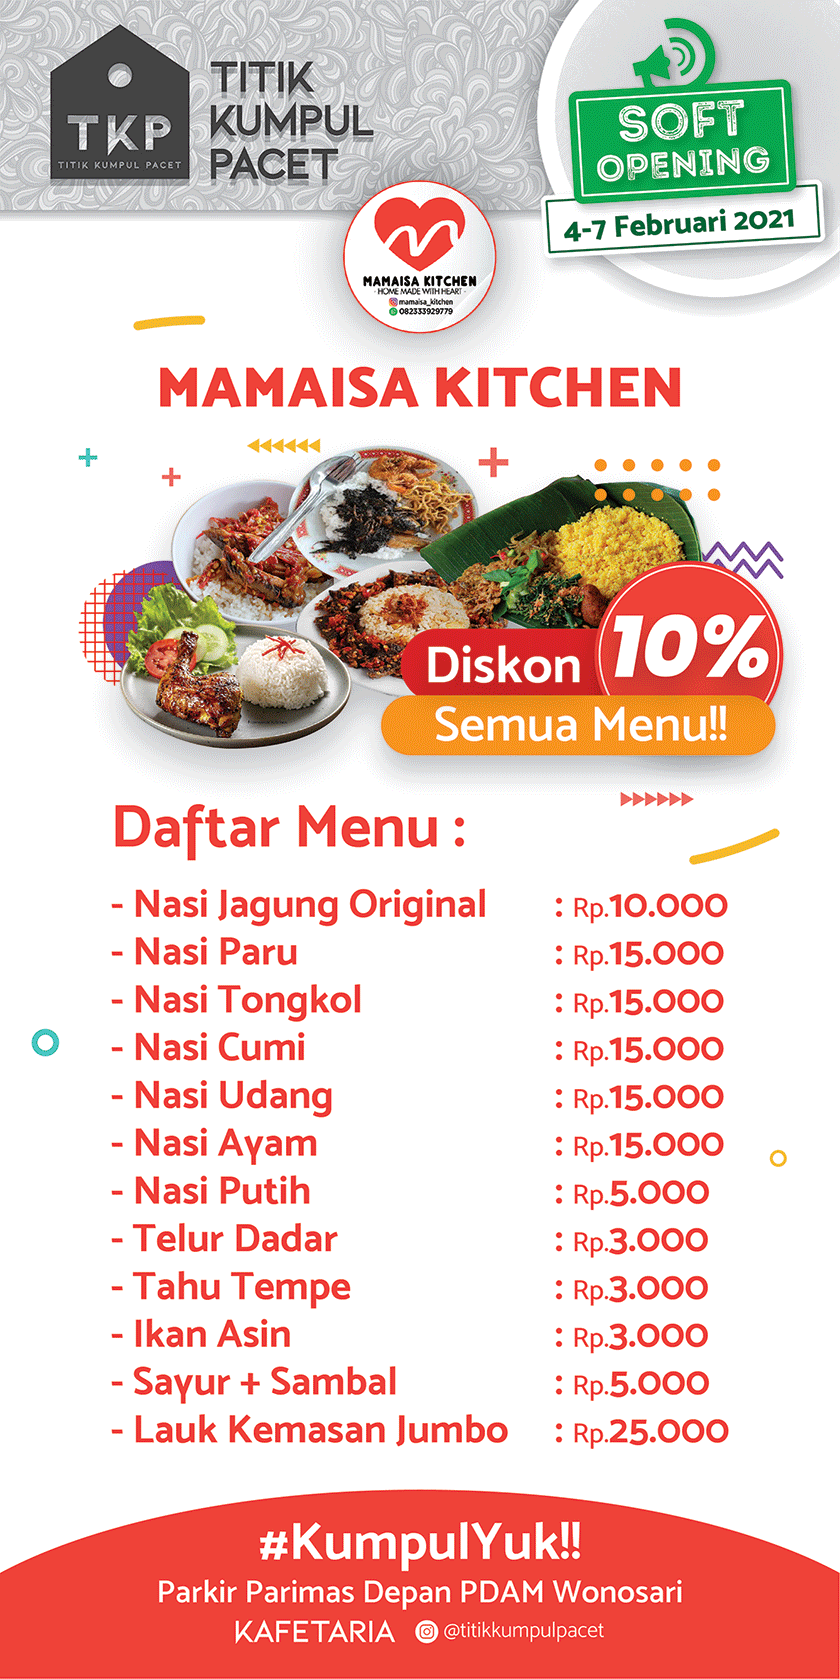 TKP
TITIK KUMPUL PACET
TITIK
KUMPUL
PACET
SOFT
OPENING
4-7 Februari 2021
MAMAISA KITCHEN
- HOME MADE WITH HEART -
mamaisa_kitchen
082333929779
MAMAISA KITCHEN
Diskon 10%
Semua Menu!!
Daftar Menu :
- Nasi Jagung Original : Rp.10.000
- Nasi Paru : Rp.15.000
- Nasi Tongkol : Rp.15.000
- Nasi Cumi : Rp.15.000
- Nasi Udang : Rp.15.000
- Nasi Ayam : Rp.15.000
- Nasi Putih : Rp.5.000
- Telur Dadar : Rp.3.000
- Tahu Tempe : Rp.3.000
- Ikan Asin : Rp.3.000
- Sayur + Sambal : Rp.5.000
- Lauk Kemasan Jumbo : Rp.25.000
#KumpulYuk!!
Parkir Parimas Depan PDAM Wonosari
KAFETARIA @titikkumpulpacet